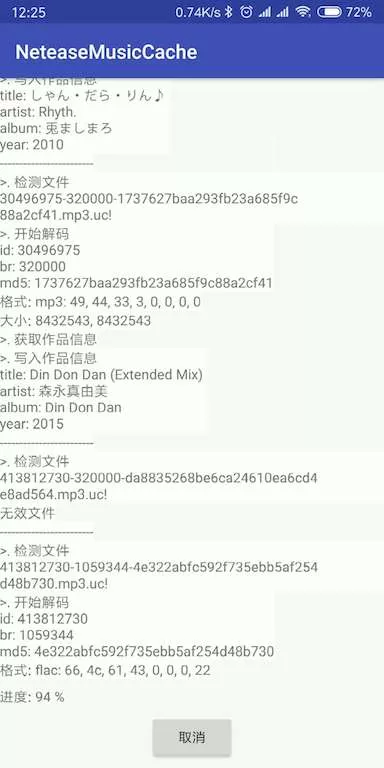 12:25
0.74K/s
72%
NeteaseMusicCache
>. 写入作品信息
title: しゃん・だら・りん♪
artist: Rhyth.
album: 兎ましまろ
year: 2010
------------------------
>. 检测文件
30496975-320000-1737627baa293fb23a685f9c
88a2cf41.mp3.uc!
>. 开始解码
id: 30496975
br: 320000
md5: 1737627baa293fb23a685f9c88a2cf41
格式: mp3: 49, 44, 33, 3, 0, 0, 0, 0
大小: 8432543, 8432543
>. 获取作品信息
>. 写入作品信息
title: Din Don Dan (Extended Mix)
artist: 森永真由美
album: Din Don Dan
year: 2015
------------------------
>. 检测文件
413812730-320000-da8835268be6ca24610ea6cd4
e8ad564.mp3.uc!
无效文件
------------------------
>. 检测文件
413812730-1059344-4e322abfc592f735ebb5af254
d48b730.mp3.uc!
>. 开始解码
id: 413812730
br: 1059344
md5: 4e322abfc592f735ebb5af254d48b730
格式: flac: 66, 4c, 61, 43, 0, 0, 0, 22
进度: 94 %
取消